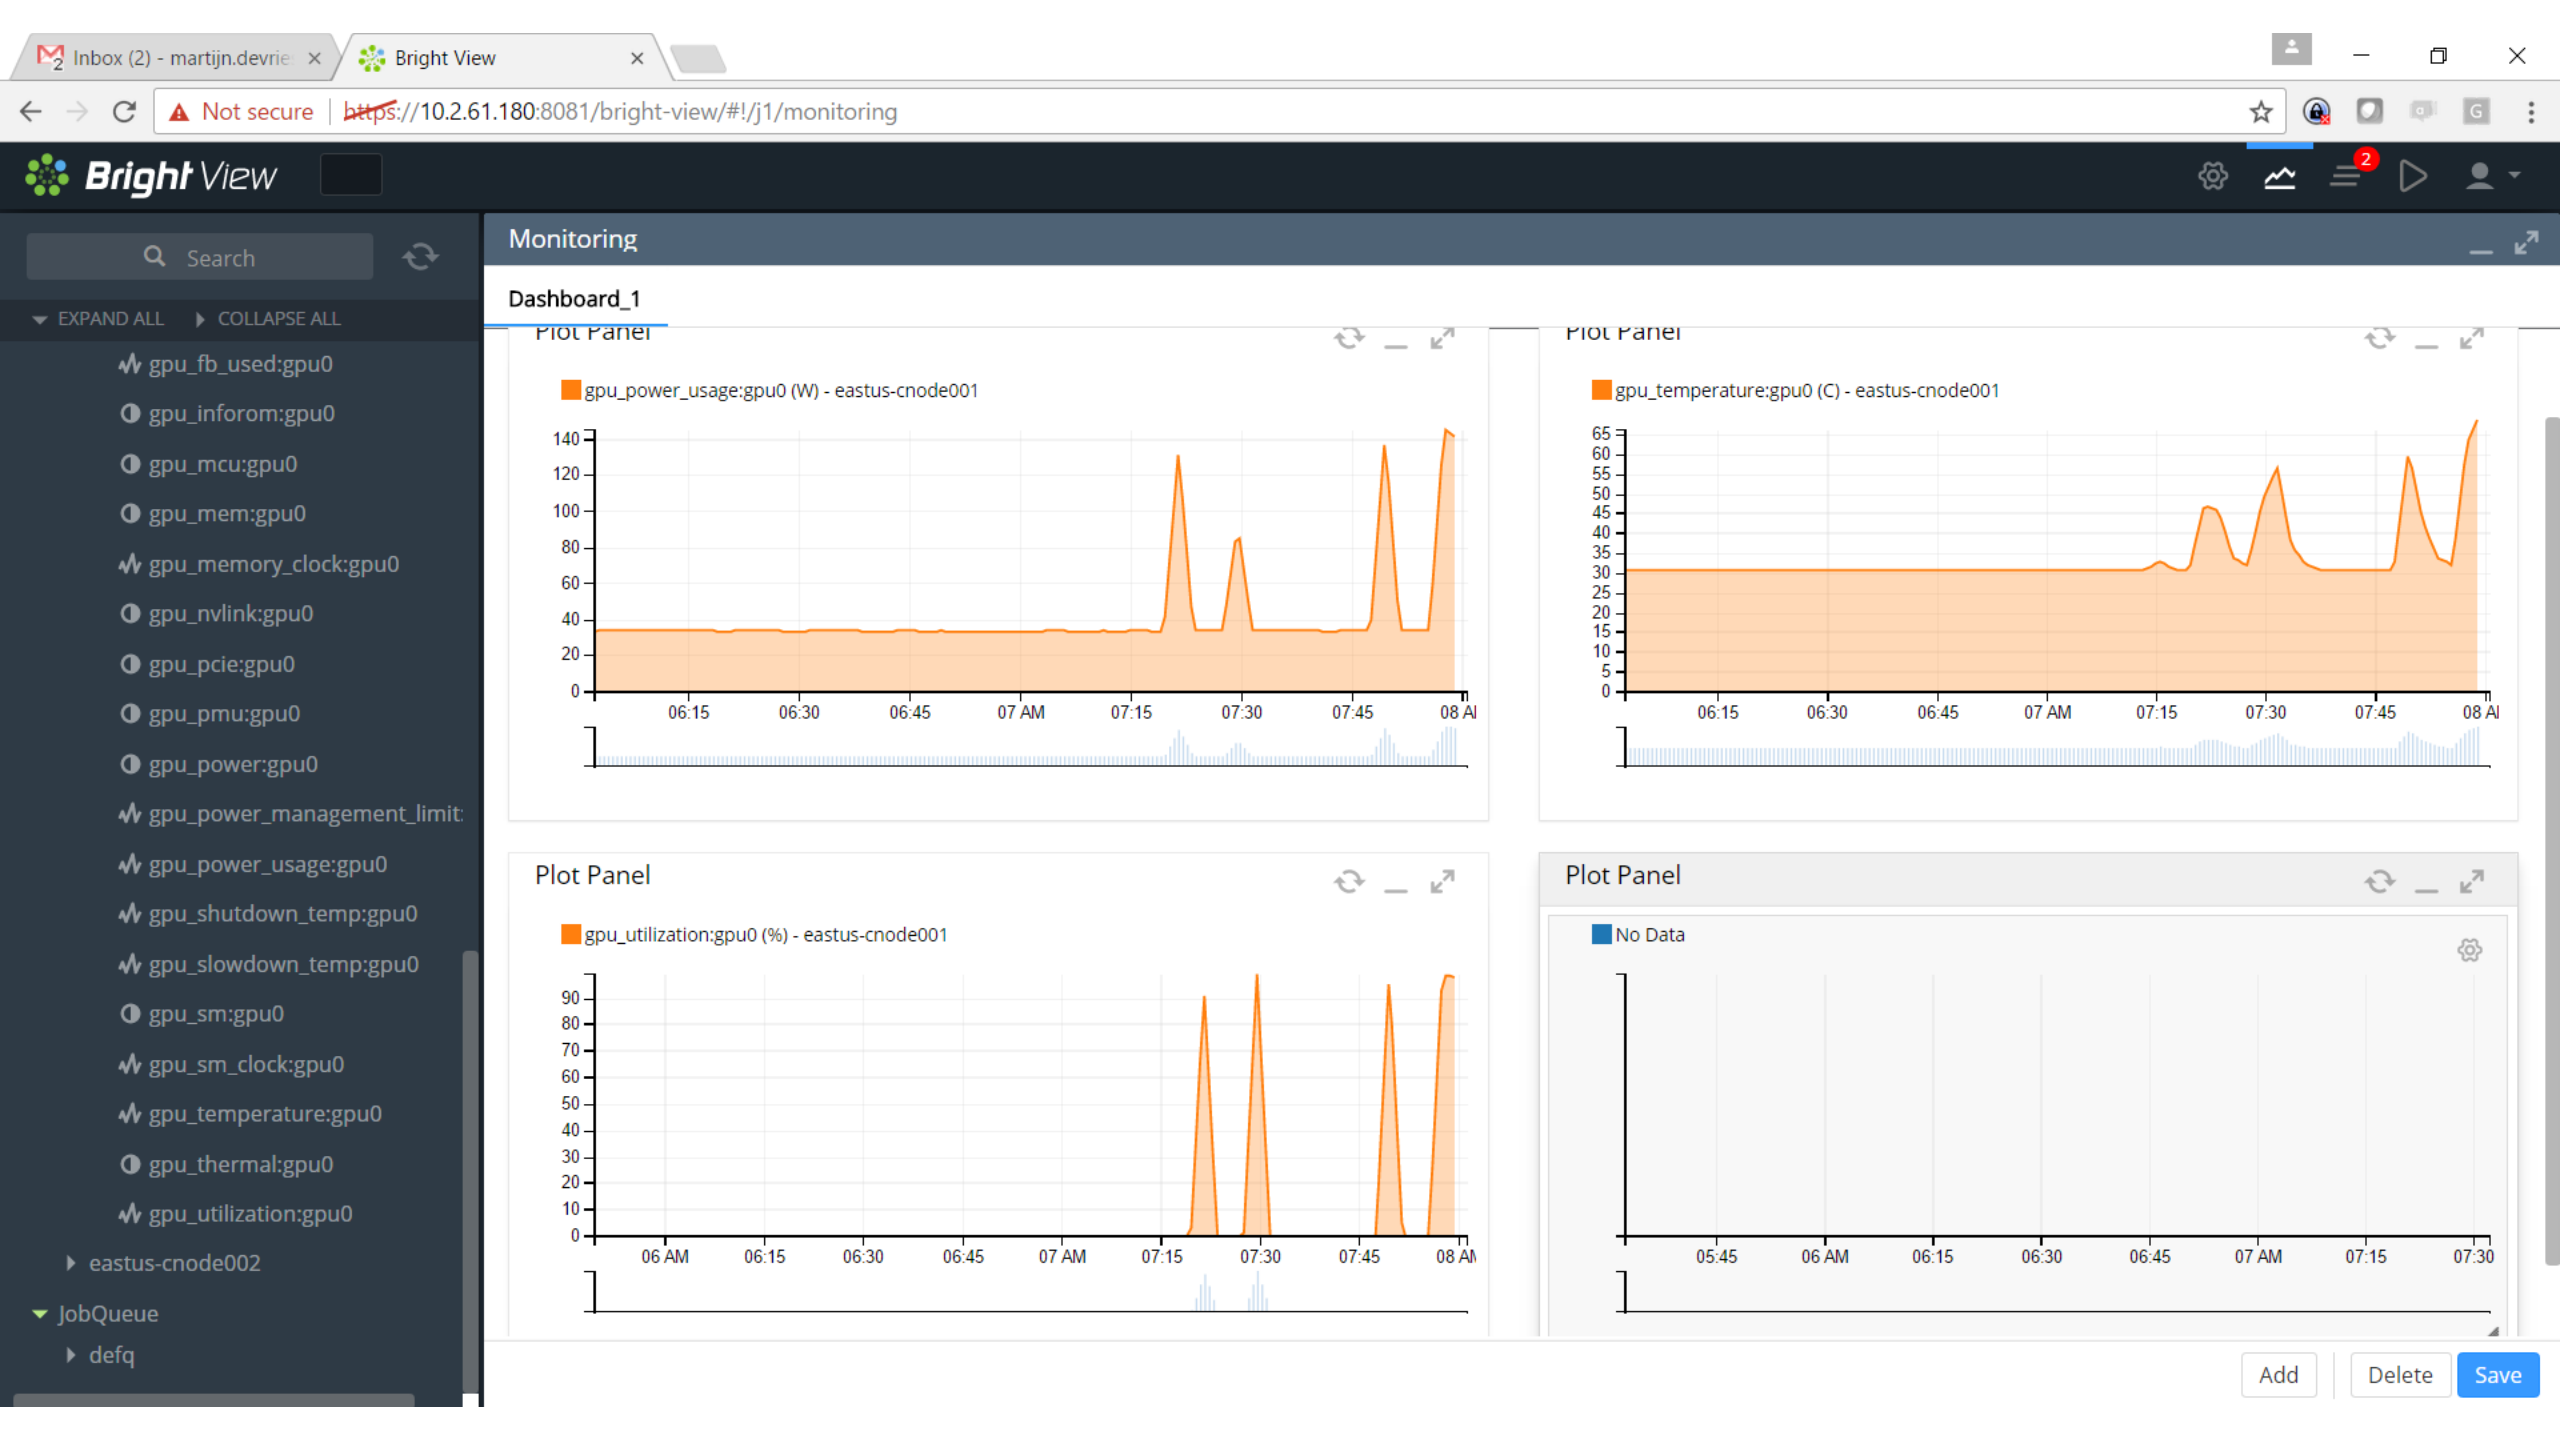 Inbox (2) - martijn.devrie
Bright View
Not secure
https://10.2.61.180:8081/bright-view/#!/j1/monitoring
Bright View
2
Search
EXPAND ALL
COLLAPSE ALL
gpu_fb_used:gpu0
gpu_inforom:gpu0
gpu_mcu:gpu0
gpu_mem:gpu0
gpu_memory_clock:gpu0
gpu_nvlink:gpu0
gpu_pcie:gpu0
gpu_pmu:gpu0
gpu_power:gpu0
gpu_power_management_limit:
gpu_power_usage:gpu0
gpu_shutdown_temp:gpu0
gpu_slowdown_temp:gpu0
gpu_sm:gpu0
gpu_sm_clock:gpu0
gpu_temperature:gpu0
gpu_thermal:gpu0
gpu_utilization:gpu0
eastus-cnode002
JobQueue
defq
Monitoring
Dashboard_1
Plot Panel
gpu_power_usage:gpu0 (W) - eastus-cnode001
140
120
100
80
60
40
20
0
06:15 06:30 06:45 07 AM 07:15 07:30 07:45 08 AM
Plot Panel
gpu_temperature:gpu0 (C) - eastus-cnode001
65
60
55
50
45
40
35
30
25
20
15
10
5
0
06:15 06:30 06:45 07 AM 07:15 07:30 07:45 08 AM
Plot Panel
gpu_utilization:gpu0 (%) - eastus-cnode001
90
80
70
60
50
40
30
20
10
0
06 AM 06:15 06:30 06:45 07 AM 07:15 07:30 07:45 08 AM
Plot Panel
No Data
05:45 06 AM 06:15 06:30 06:45 07 AM 07:15 07:30
Add
Delete
Save